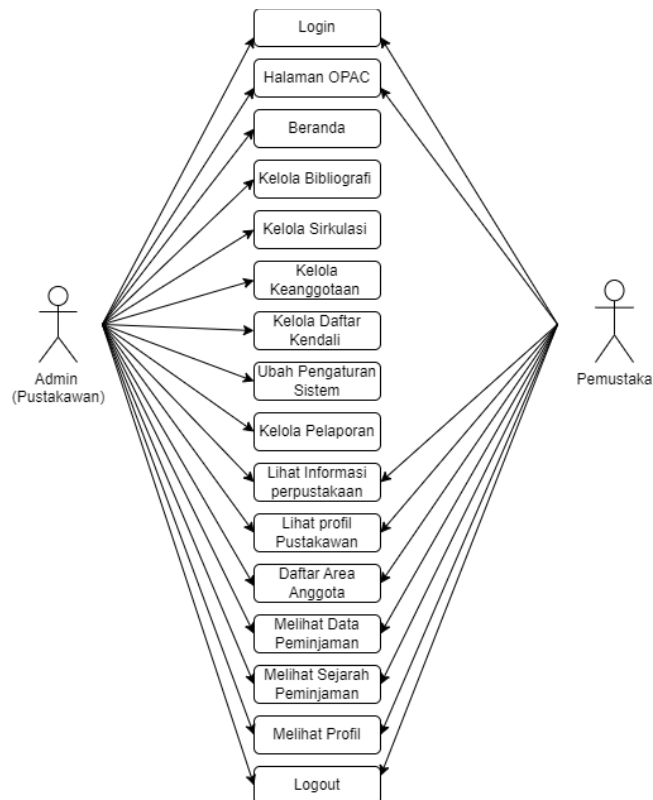 Login
Halaman OPAC
Beranda
Kelola Bibliografi
Kelola Sirkulasi
Kelola
Keanggotaan
Kelola Daftar
Kendali
Ubah Pengaturan
Sistem
Kelola Pelaporan
Lihat Informasi
perpustakaan
Lihat profil
Pustakawan
Daftar Area
Anggota
Melihat Data
Peminjaman
Melihat Sejarah
Peminjaman
Melihat Profil
Logout
Admin
(Pustakawan)
Pemustaka